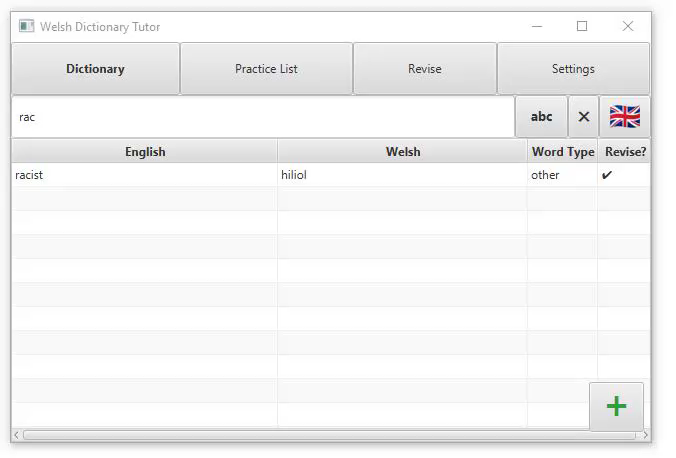 Welsh Dictionary Tutor
Dictionary Practice List Revise Settings
rac abc ✕
English Welsh Word Type Revise?
racist hiliol other ✔
+